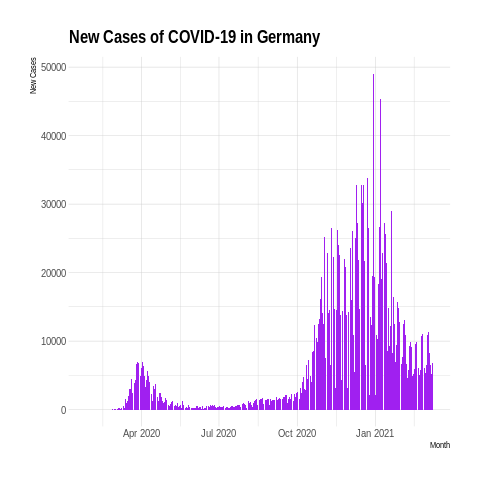 New Cases of COVID-19 in Germany
New Cases
50000
40000
30000
20000
10000
0
Apr 2020 Jul 2020 Oct 2020 Jan 2021
Month